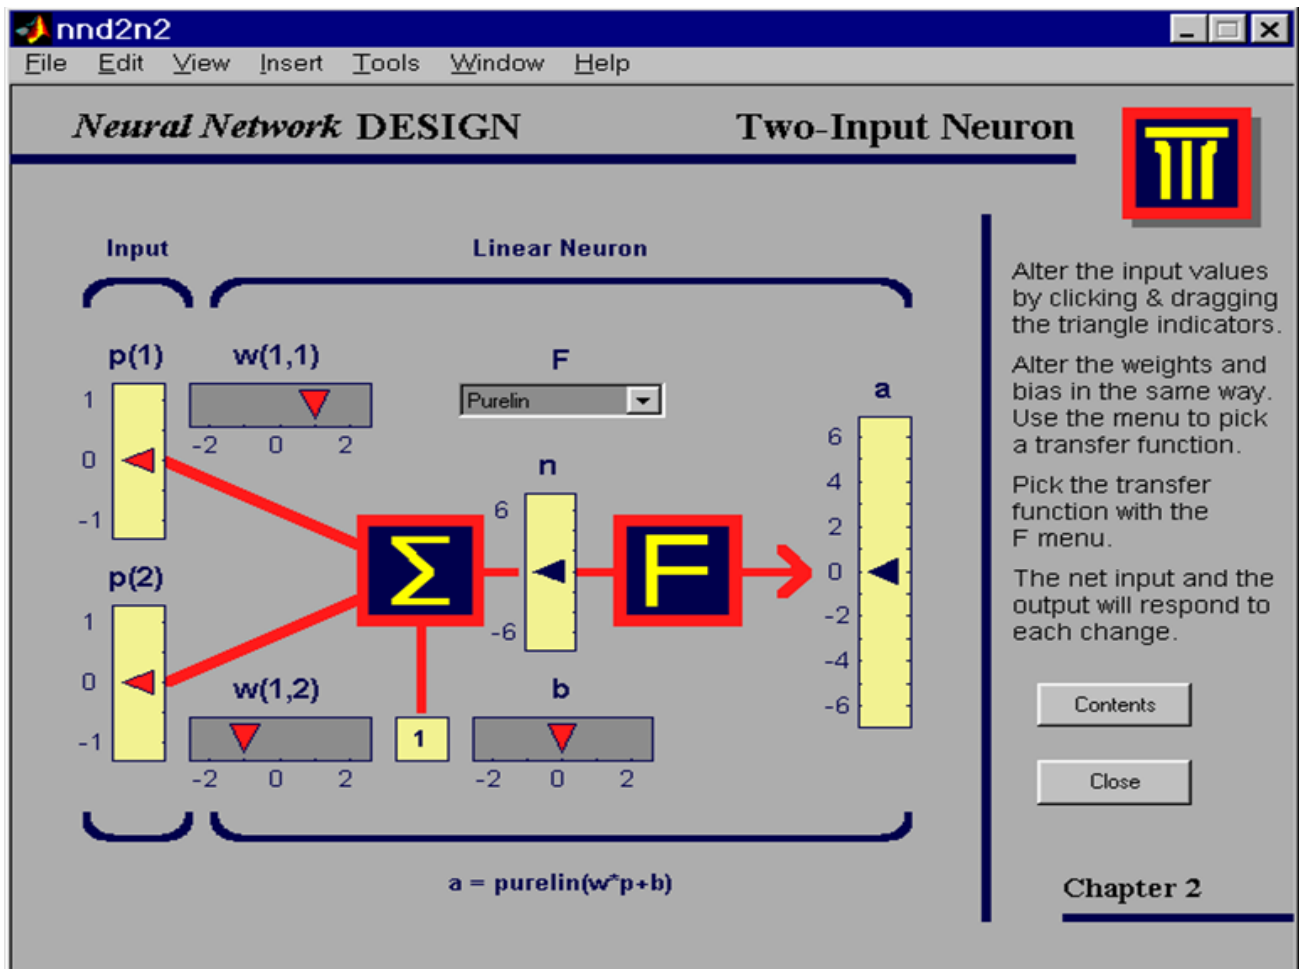 nnd2n2
File Edit View Insert Tools Window Help
Neural Network DESIGN
Two-Input Neuron
Input
Linear Neuron
p(1)
1
0
-1
w(1,1)
-2 0 2
F
Purelin
a
6
4
2
0
-2
-4
-6
n
6
-6
Σ
F
p(2)
1
0
-1
w(1,2)
-2 0 2
1
b
-2 0 2
a = purelin(w*p+b)
Alter the input values
by clicking & dragging
the triangle indicators.
Alter the weights and
bias in the same way.
Use the menu to pick
a transfer function.
Pick the transfer
function with the
F menu.
The net input and the
output will respond to
each change.
Contents
Close
Chapter 2